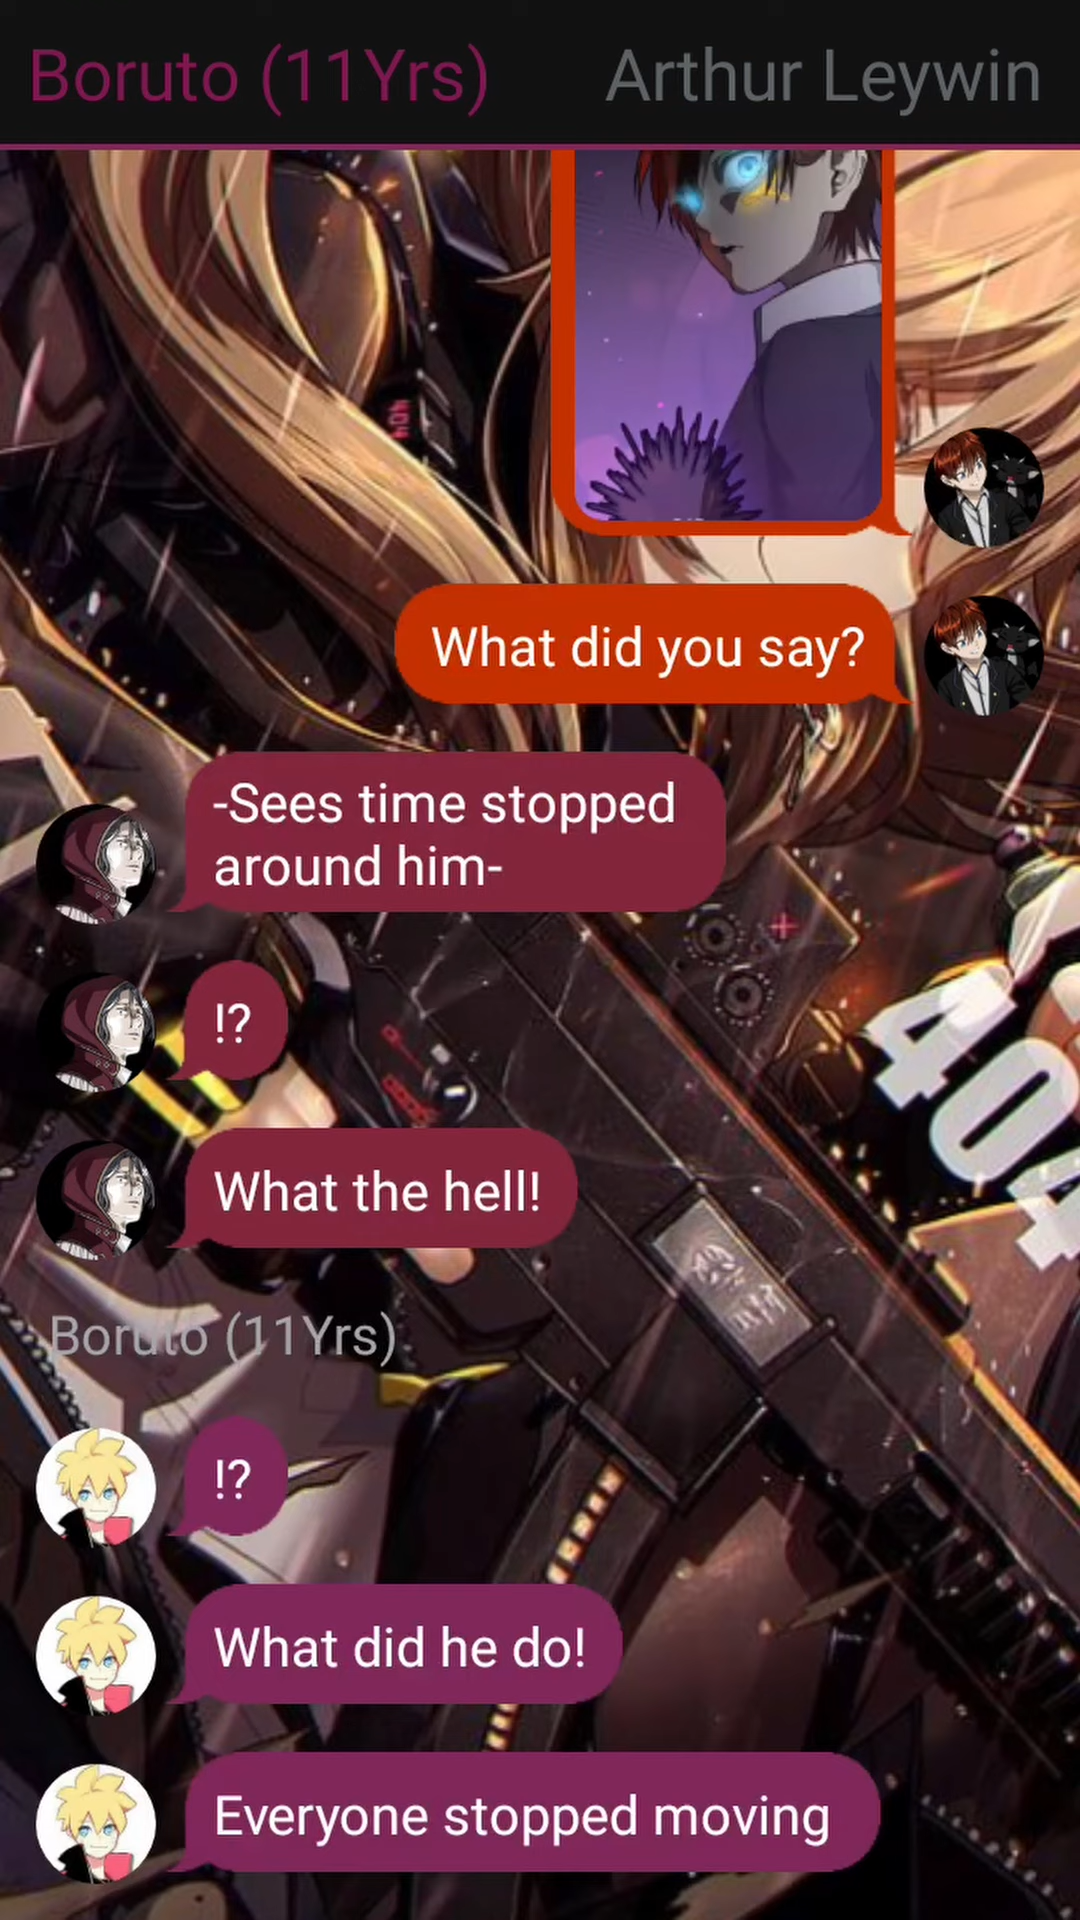 Boruto (11Yrs)
Arthur Leywin
404
What did you say?
-Sees time stopped
around him-
!?
404
What the hell!
Boruto (11Yrs)
!?
What did he do!
Everyone stopped moving